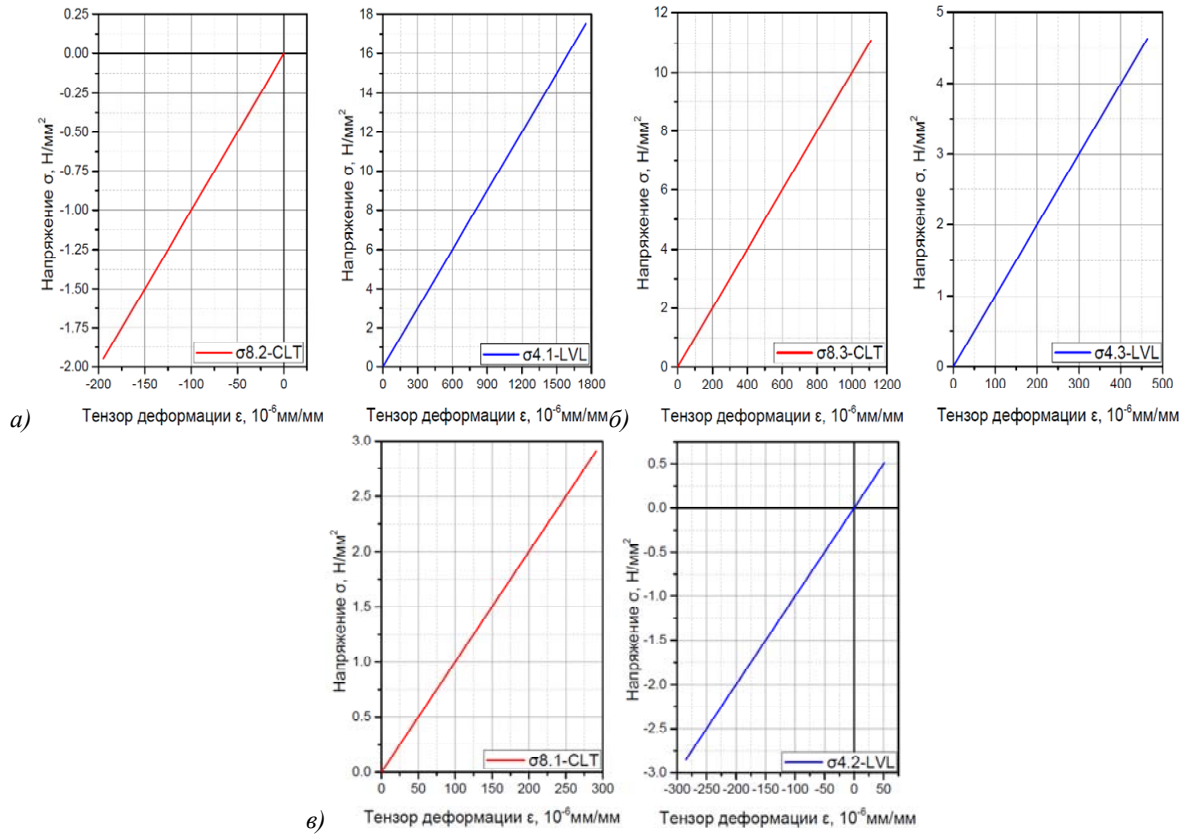 0.25
0.00
-0.25
-0.50
-0.75
-1.00
-1.25
-1.50
-1.75
-2.00
-200 -150 -100 -50 0
Напряжение σ, Н/мм²
σ8.2-CLT
Тензор деформации ε, 10⁻⁶мм/мм
18
16
14
12
10
8
6
4
2
0
0 300 600 900 1200 1500 1800
Напряжение σ, Н/мм²
σ4.1-LVL
Тензор деформации ε, 10⁻⁶мм/мм
а)
12
10
8
6
4
2
0
0 200 400 600 800 1000
Напряжение σ, Н/мм²
σ8.3-CLT
Тензор деформации ε, 10⁻⁶мм/мм
5
4
3
2
1
0
0 100 200 300 400 500
Напряжение σ, Н/мм²
σ4.3-LVL
Тензор деформации ε, 10⁻⁶мм/мм
б)
3.0
2.5
2.0
1.5
1.0
0.5
0.0
0 50 100 150 200 250 300
Напряжение σ, Н/мм²
σ8.1-CLT
Тензор деформации ε, 10⁻⁶мм/мм
0.5
0.0
-0.5
-1.0
-1.5
-2.0
-2.5
-3.0
-300 -250 -200 -150 -100 -50 0 50
Напряжение σ, Н/мм²
σ4.2-LVL
Тензор деформации ε, 10⁻⁶мм/мм
в)